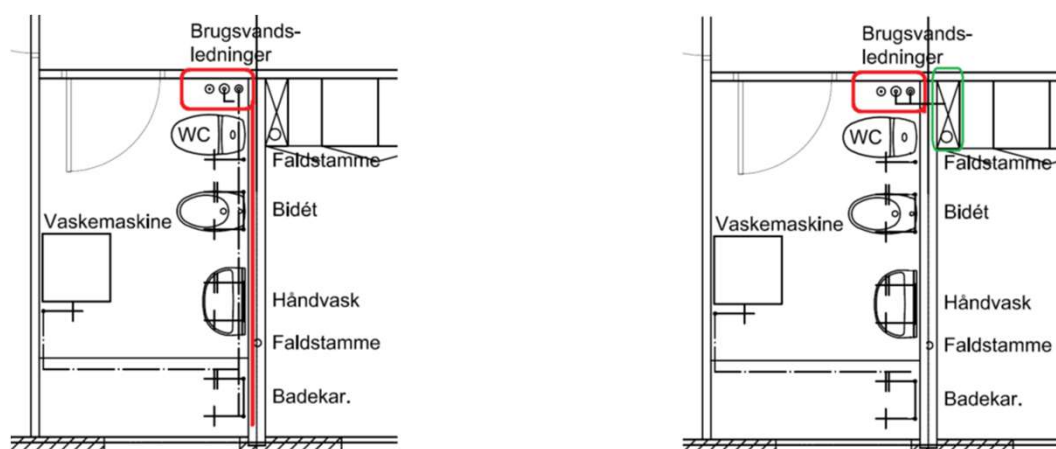 Brugsvands-
ledninger
WC
Faldstamme
Bidét
Vaskemaskine
Håndvask
Faldstamme
Badekar.
Brugsvands-
ledninger
WC
Faldstamme
Bidét
Vaskemaskine
Håndvask
Faldstamme
Badekar.